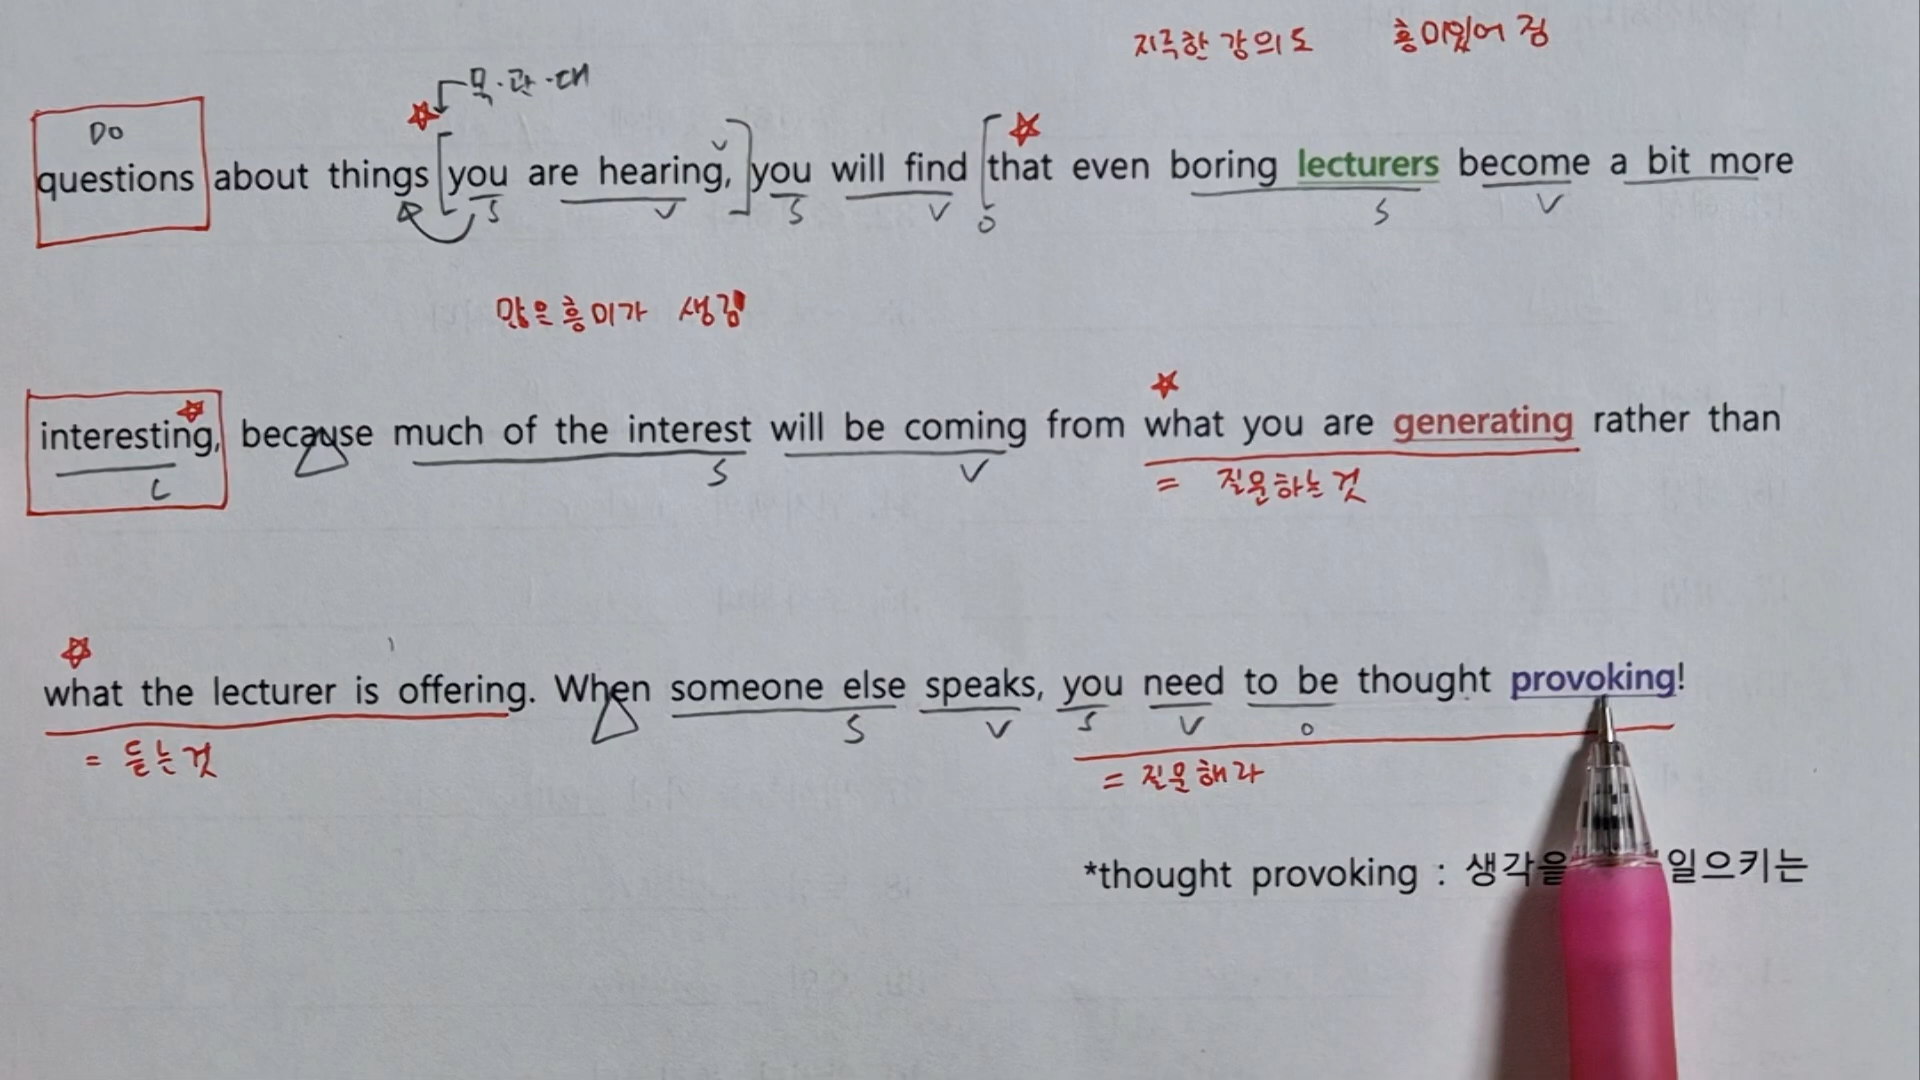 지루한 강의도 흥미있어 짐
목·관·대
DO
questions about things [you are hearing,] you will find [that even boring lecturers become a bit more
S V S V O S V
많은 흥미가 생김
interesting, because much of the interest will be coming from what you are generating rather than
C S V = 질문하는 것
what the lecturer is offering. When someone else speaks, you need to be thought provoking!
= 듣는 것 S V S V O
= 질문해라
*thought provoking : 생각을 일으키는